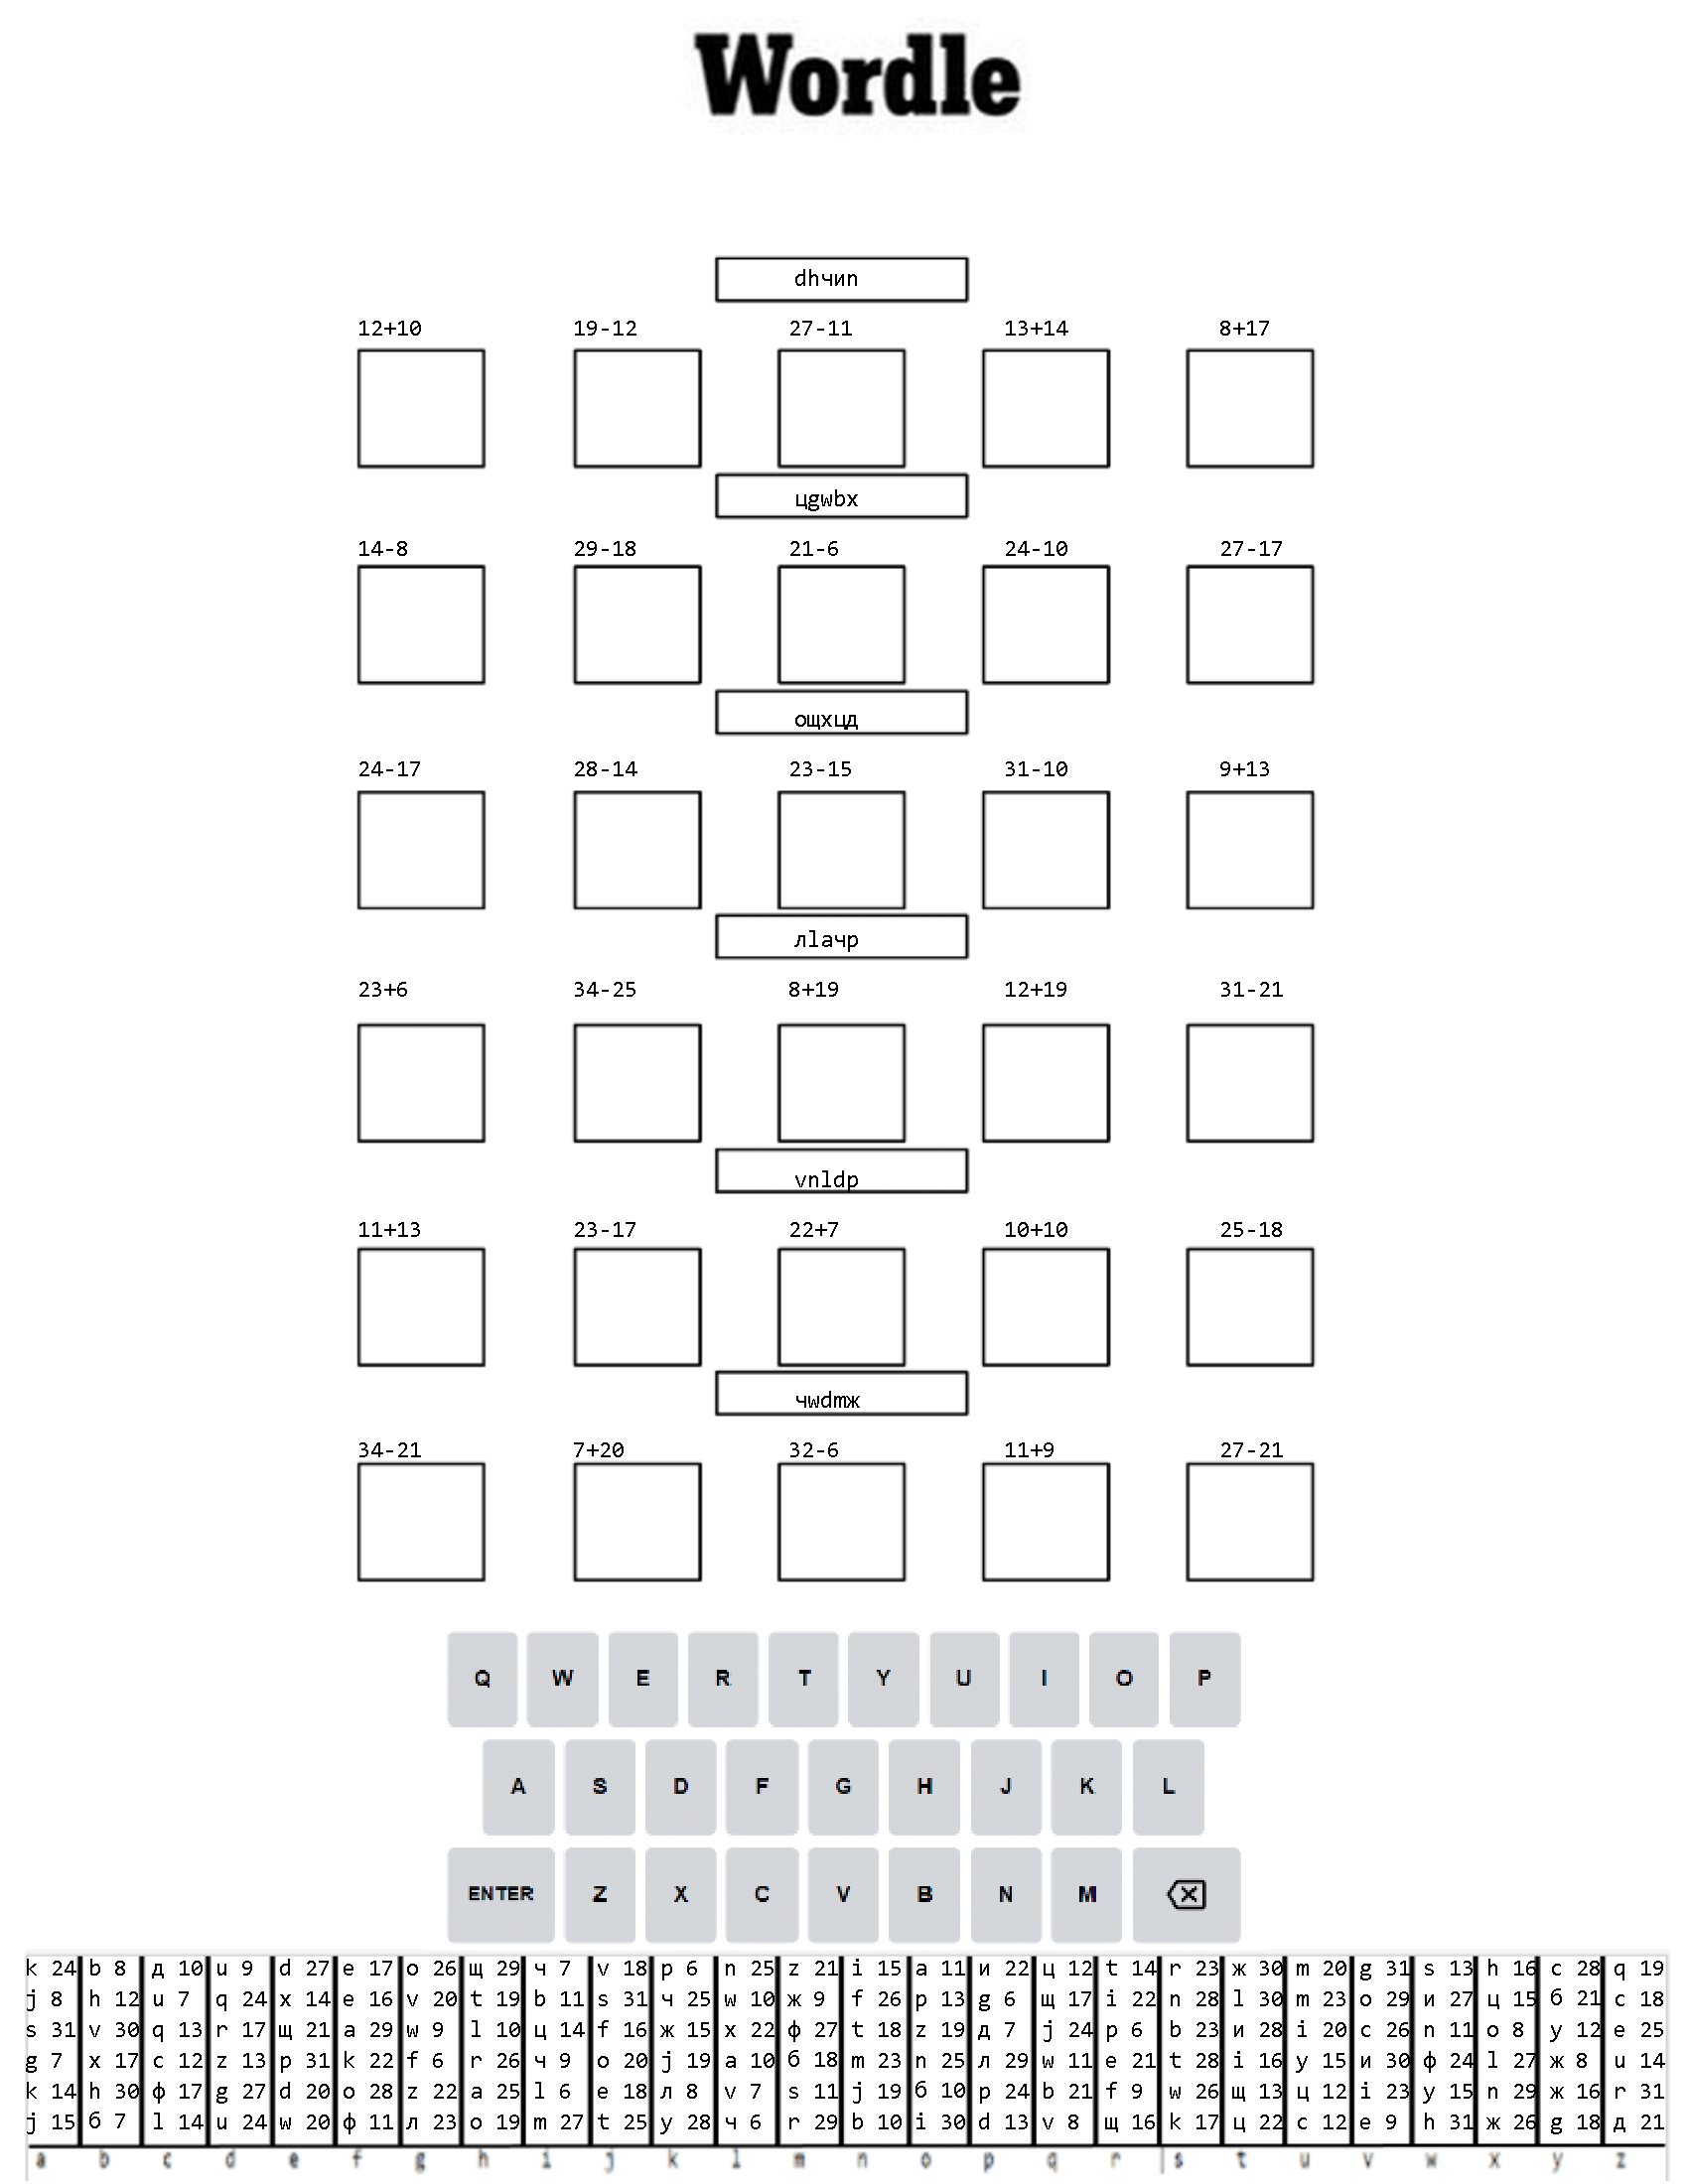 Wordle
dhчип
12+10 19-12 27-11 13+14 8+17
цgwbx
14-8 29-18 21-6 24-10 27-17
ощхцд
24-17 28-14 23-15 31-10 9+13
лlачр
23+6 34-25 8+19 12+19 31-21
vnldp
11+13 23-17 22+7 10+10 25-18
чwdmж
34-21 7+20 32-6 11+9 27-21
Q W E R T Y U I O P
A S D F G H J K L
ENTER Z X C V B N M
k 24 b 8 д 10 u 9 d 27 e 17 o 26 щ 29 ч 7 v 18 p 6 n 25 z 21 i 15 a 11 и 22 ц 12 t 14 r 23 ж 30 m 20 g 31 s 13 h 16 c 28 q 19
j 8 h 12 u 7 q 24 x 14 e 16 v 20 t 19 b 11 s 31 ч 25 w 10 ж 9 f 26 p 13 g 6 щ 17 i 22 n 28 l 30 m 23 o 29 и 27 ц 15 б 21 c 18
s 31 v 30 q 13 r 17 щ 21 a 29 w 9 l 10 ц 14 f 16 ж 15 x 22 ф 27 t 18 z 19 д 7 j 24 p 6 b 23 и 28 i 20 c 26 n 11 o 8 y 12 e 25
g 7 x 17 c 12 z 13 p 31 k 22 f 6 r 26 ч 9 o 20 j 19 a 10 б 18 m 23 n 25 л 29 w 11 e 21 t 28 i 16 y 15 и 30 ф 24 l 27 ж 8 u 14
k 14 h 30 ф 17 g 27 d 20 o 28 z 22 a 25 l 6 e 18 л 8 v 7 s 11 j 19 б 10 p 24 b 21 f 9 w 26 щ 13 ц 12 i 23 y 15 n 29 ж 16 r 31
j 15 б 7 l 14 u 24 w 20 ф 11 л 23 o 19 m 27 t 25 y 28 ч 6 r 29 b 10 i 30 d 13 v 8 щ 16 k 17 ц 22 c 12 e 9 h 31 ж 26 g 18 д 21
a b c d e f g h i j k l m n o p q r s t u v w x y z